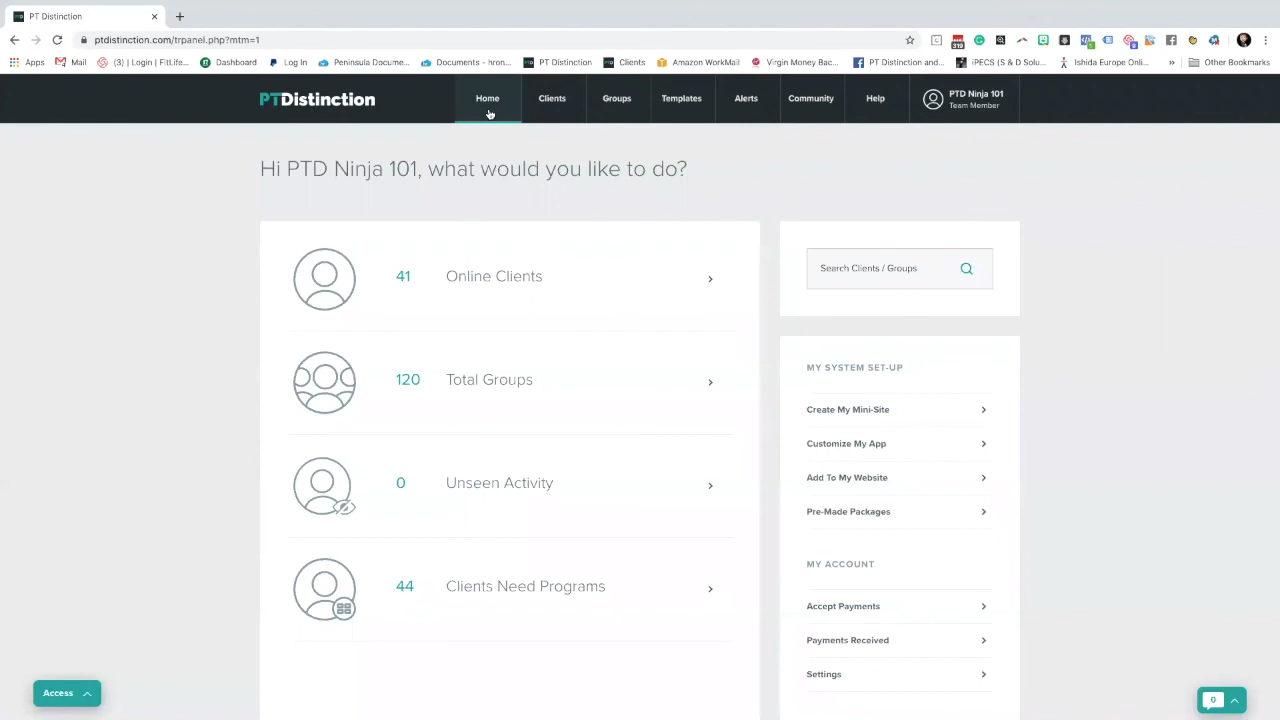 PT Distinction
ptdistinction.com/trpanel.php?mtm=1
319
1
8
Apps
Mail
(3) | Login | FitLife...
Dashboard
Log In
Peninsula Docume...
Documents - hron...
PT Distinction
Clients
Amazon WorkMail
Virgin Money Bac...
PT Distinction and...
iPECS (S & D Solu...
Ishida Europe Onli...
»
Other Bookmarks
PTDistinction
Home
Clients
Groups
Templates
Alerts
Community
Help
PTD Ninja 101
Team Member
Hi PTD Ninja 101, what would you like to do?
41 Online Clients
120 Total Groups
0 Unseen Activity
44 Clients Need Programs
Search Clients / Groups
MY SYSTEM SET-UP
Create My Mini-Site
Customize My App
Add To My Website
Pre-Made Packages
MY ACCOUNT
Accept Payments
Payments Received
Settings
Access
0